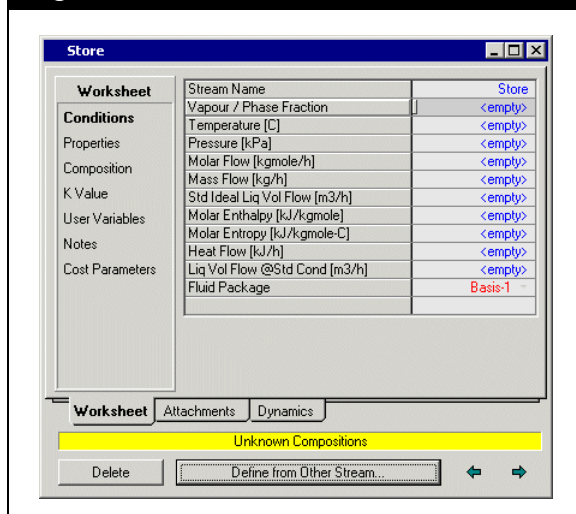 Store
Worksheet
Conditions
Properties
Composition
K Value
User Variables
Notes
Cost Parameters
Stream Name Store
Vapour / Phase Fraction <empty>
Temperature [C] <empty>
Pressure [kPa] <empty>
Molar Flow [kgmole/h] <empty>
Mass Flow [kg/h] <empty>
Std Ideal Liq Vol Flow [m3/h] <empty>
Molar Enthalpy [kJ/kgmole] <empty>
Molar Entropy [kJ/kgmole-C] <empty>
Heat Flow [kJ/h] <empty>
Liq Vol Flow @Std Cond [m3/h] <empty>
Fluid Package Basis-1
Worksheet Attachments Dynamics
Unknown Compositions
Delete Define from Other Stream...